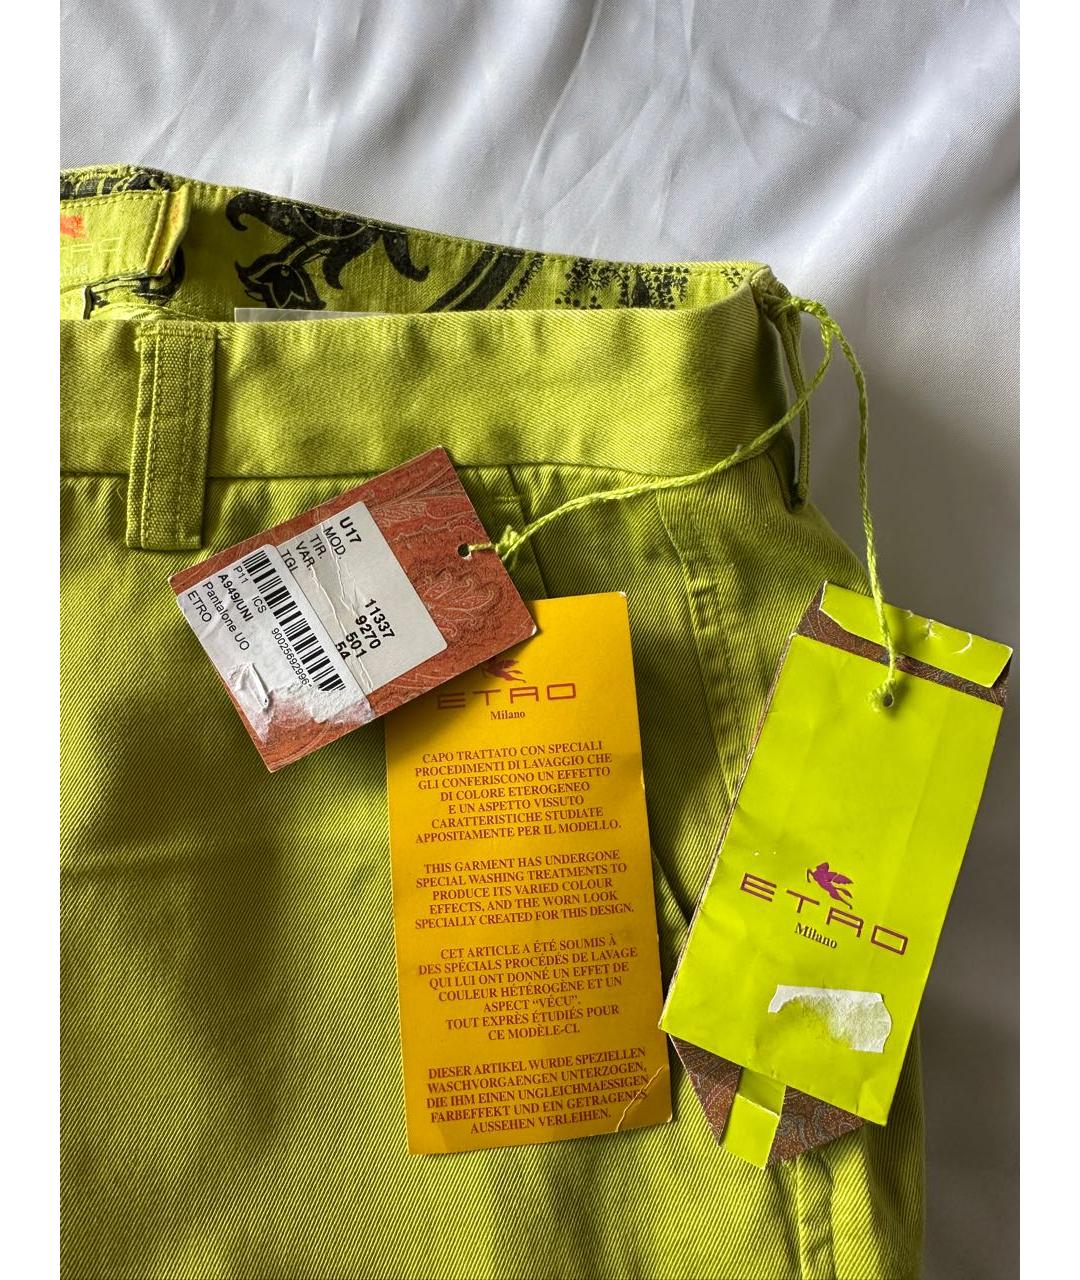 U17
MOD. 11337
TIR. 9270
VAR. 501
TGL 54
P11 ICS
A949/UNI
Pantalone UO
ETRO
ETRO
Milano
CAPO TRATTATO CON SPECIALI
PROCEDIMENTI DI LAVAGGIO CHE
GLI CONFERISCONO UN EFFETTO
DI COLORE ETEROGENEO
E UN ASPETTO VISSUTO
CARATTERISTICHE STUDIATE
APPOSITAMENTE PER IL MODELLO.
THIS GARMENT HAS UNDERGONE
SPECIAL WASHING TREATMENTS TO
PRODUCE ITS VARIED COLOUR
EFFECTS, AND THE WORN LOOK
SPECIALLY CREATED FOR THIS DESIGN.
CET ARTICLE A ÉTÉ SOUMIS À
DES SPÉCIALS PROCÉDÉS DE LAVAGE
QUI LUI ONT DONNÉ UN EFFET DE
COULEUR HÉTÉROGÈNE ET UN
ASPECT “VÉCU”.
TOUT EXPRÈS ÉTUDIÉS POUR
CE MODÈLE-CI.
DIESER ARTIKEL WURDE SPEZIELLEN
WASCHVORGAENGEN UNTERZOGEN,
DIE IHM EINEN UNGLEICHMAESSIGEN
FARBEFFEKT UND EIN GETRAGENES
AUSSEHEN VERLEIHEN.
ETRO
Milano